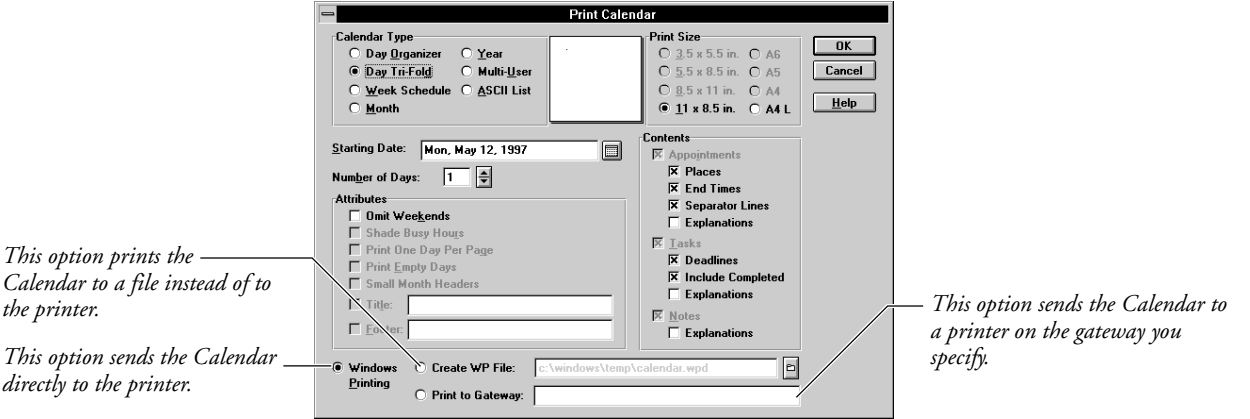 Print Calendar
Calendar Type
Day Organizer
Year
Day Tri-Fold
Multi-User
Week Schedule
ASCII List
Month
Print Size
3.5 x 5.5 in.
A6
5.5 x 8.5 in.
A5
8.5 x 11 in.
A4
11 x 8.5 in.
A4 L
OK
Cancel
Help
Starting Date:
Mon, May 12, 1997
Number of Days:
1
Attributes
Omit Weekends
Shade Busy Hours
Print One Day Per Page
Print Empty Days
Small Month Headers
Title:
Footer:
Contents
Appointments
Places
End Times
Separator Lines
Explanations
Tasks
Deadlines
Include Completed
Explanations
Notes
Explanations
Windows
Printing
Create WP File:
c:\windows\temp\calendar.wpd
Print to Gateway:
This option prints the
Calendar to a file instead of to
the printer.
This option sends the Calendar
directly to the printer.
This option sends the Calendar to
a printer on the gateway you
specify.